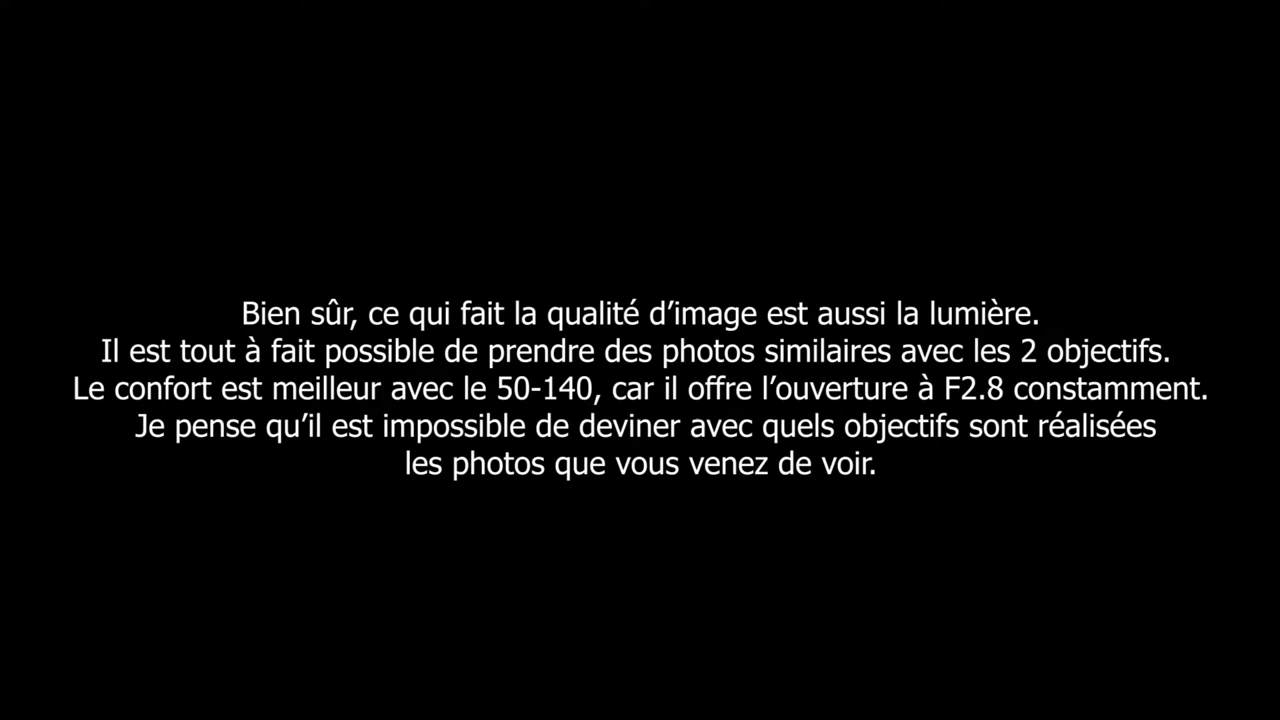 Bien sûr, ce qui fait la qualité d’image est aussi la lumière.
Il est tout à fait possible de prendre des photos similaires avec les 2 objectifs.
Le confort est meilleur avec le 50-140, car il offre l’ouverture à F2.8 constamment.
Je pense qu’il est impossible de deviner avec quels objectifs sont réalisées
les photos que vous venez de voir.